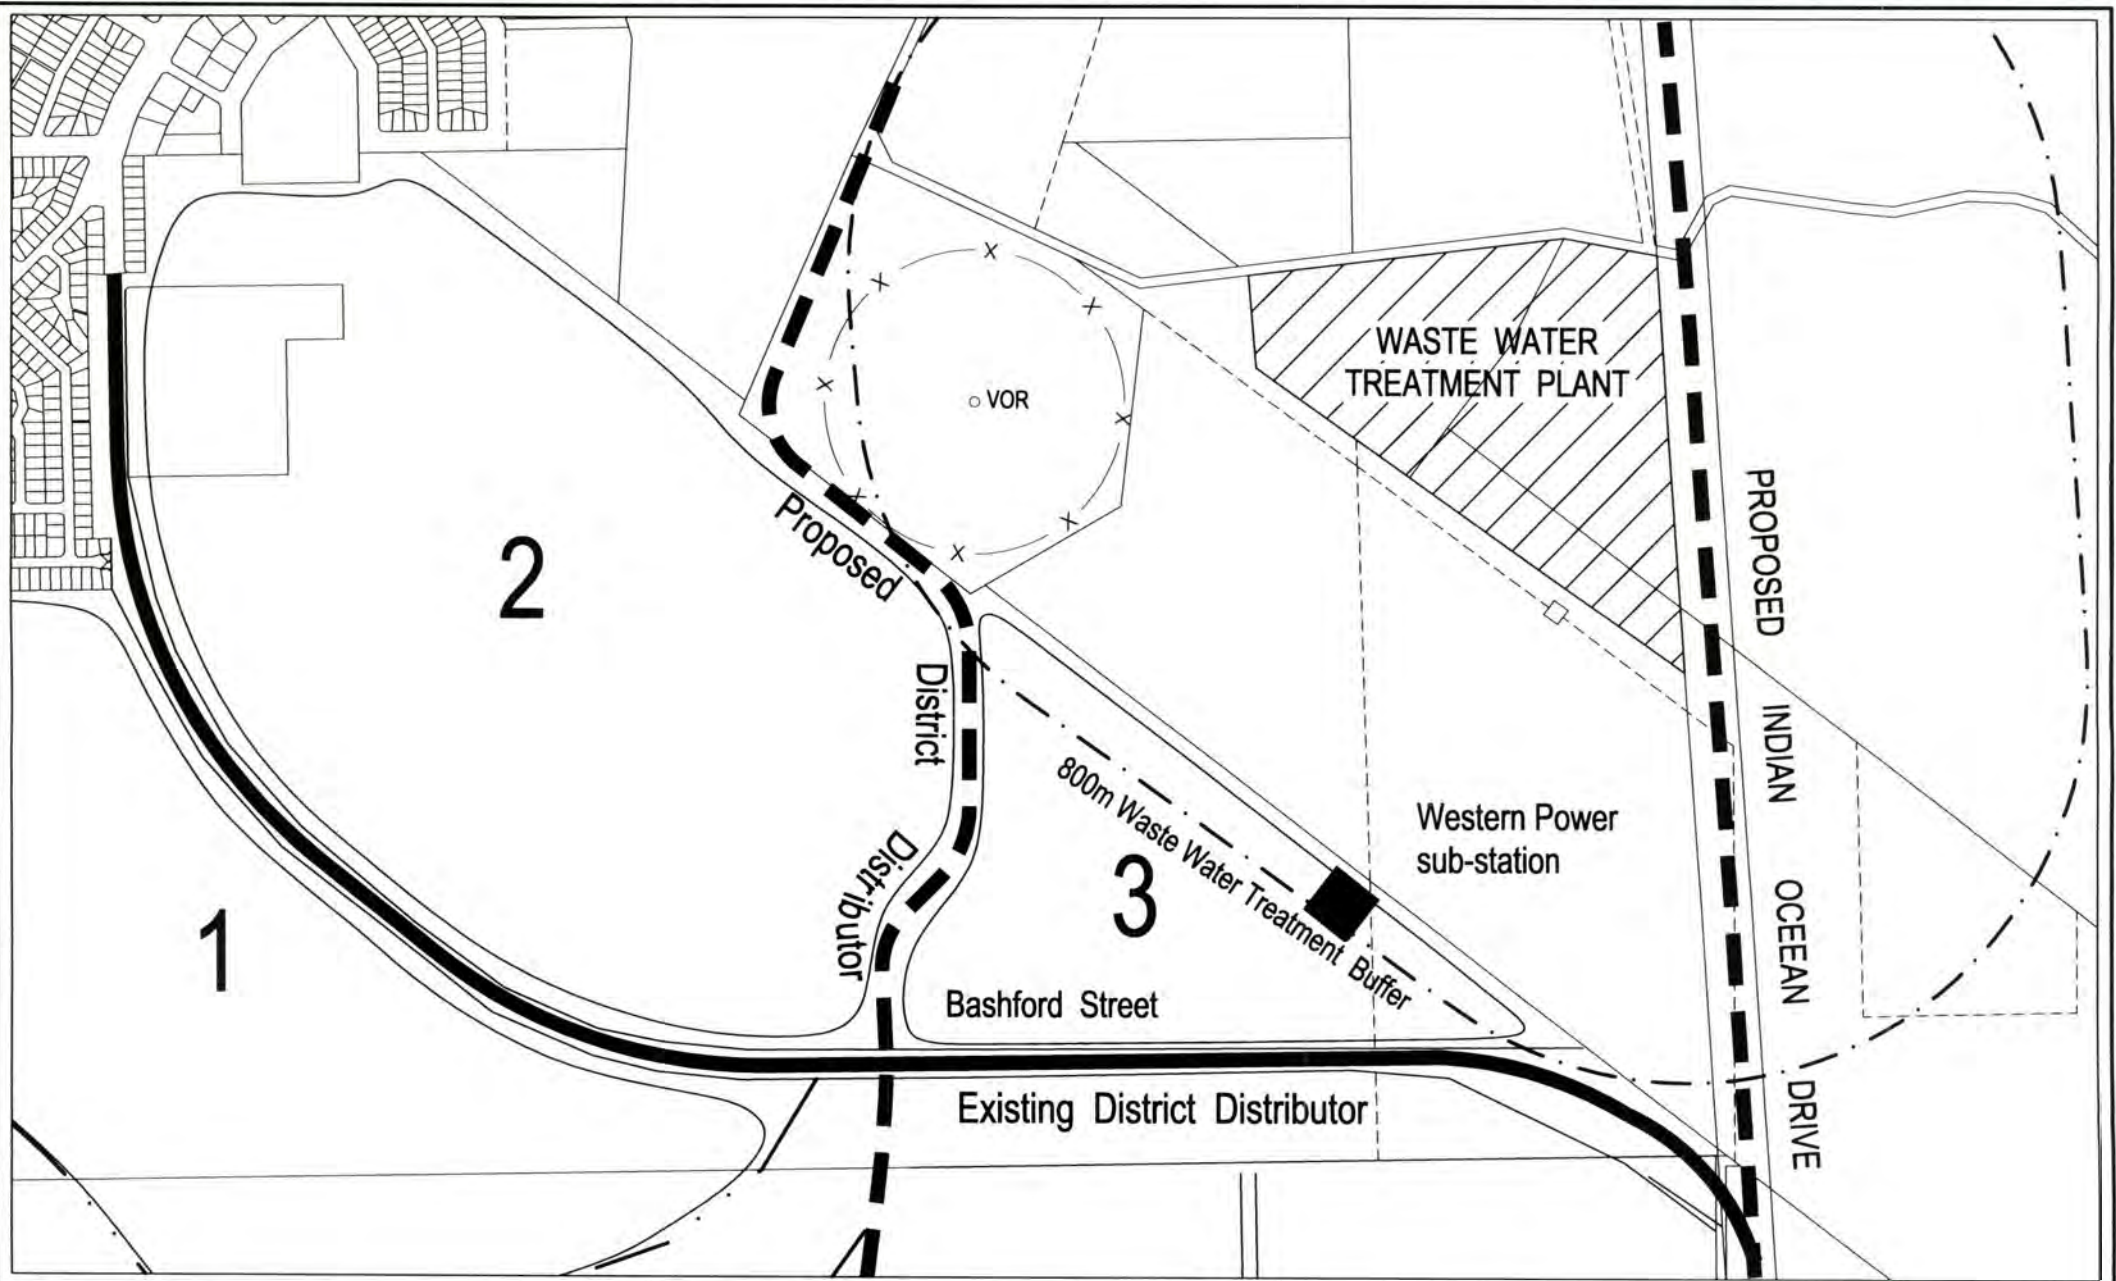 WASTE WATER
TREATMENT PLANT
VOR
2
Proposed
District
Distributor
PROPOSED INDIAN OCEEAN DRIVE
800m Waste Water Treatment Buffer
Western Power
sub-station
3
1
Bashford Street
Existing District Distributor